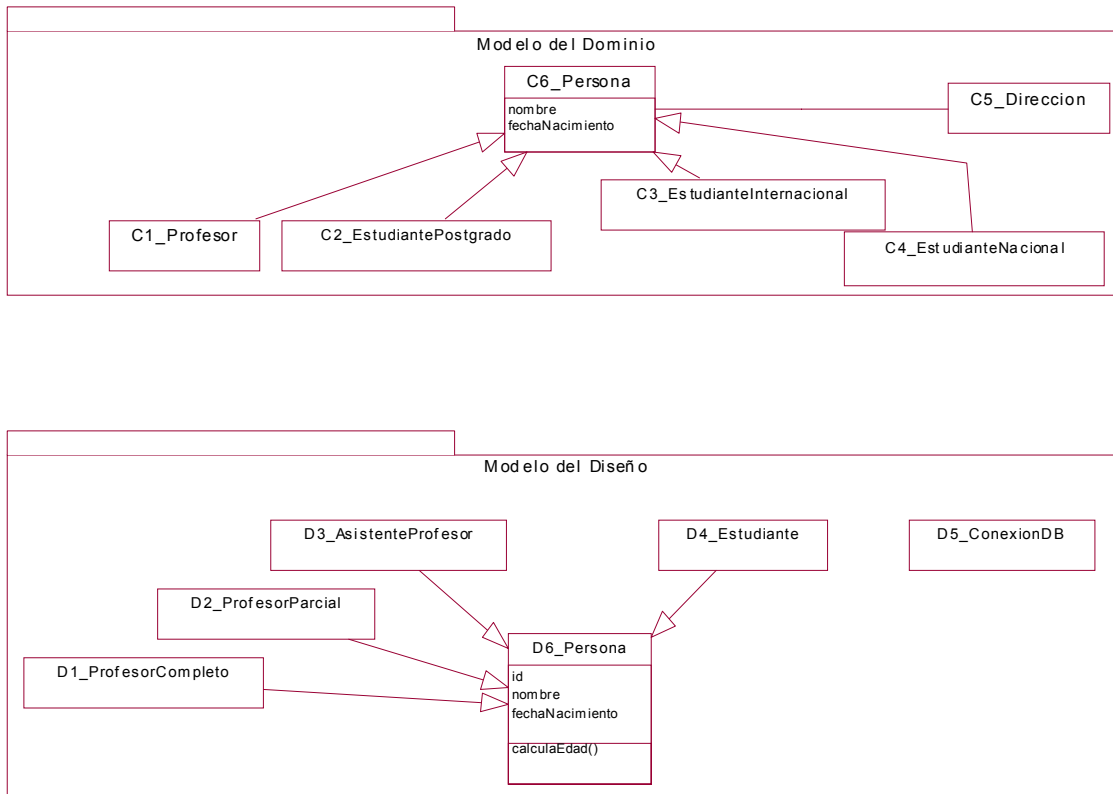 Modelo del Dominio
C6_Persona
nombre
fechaNacimiento
C5_Direccion
C3_EstudianteInternacional
C1_Profesor
C2_EstudiantePostgrado
C4_EstudianteNacional
Modelo del Diseño
D3_AsistenteProfesor
D4_Estudiante
D5_ConexionDB
D2_ProfesorParcial
D6_Persona
D1_ProfesorCompleto
id
nombre
fechaNacimiento
calculaEdad()